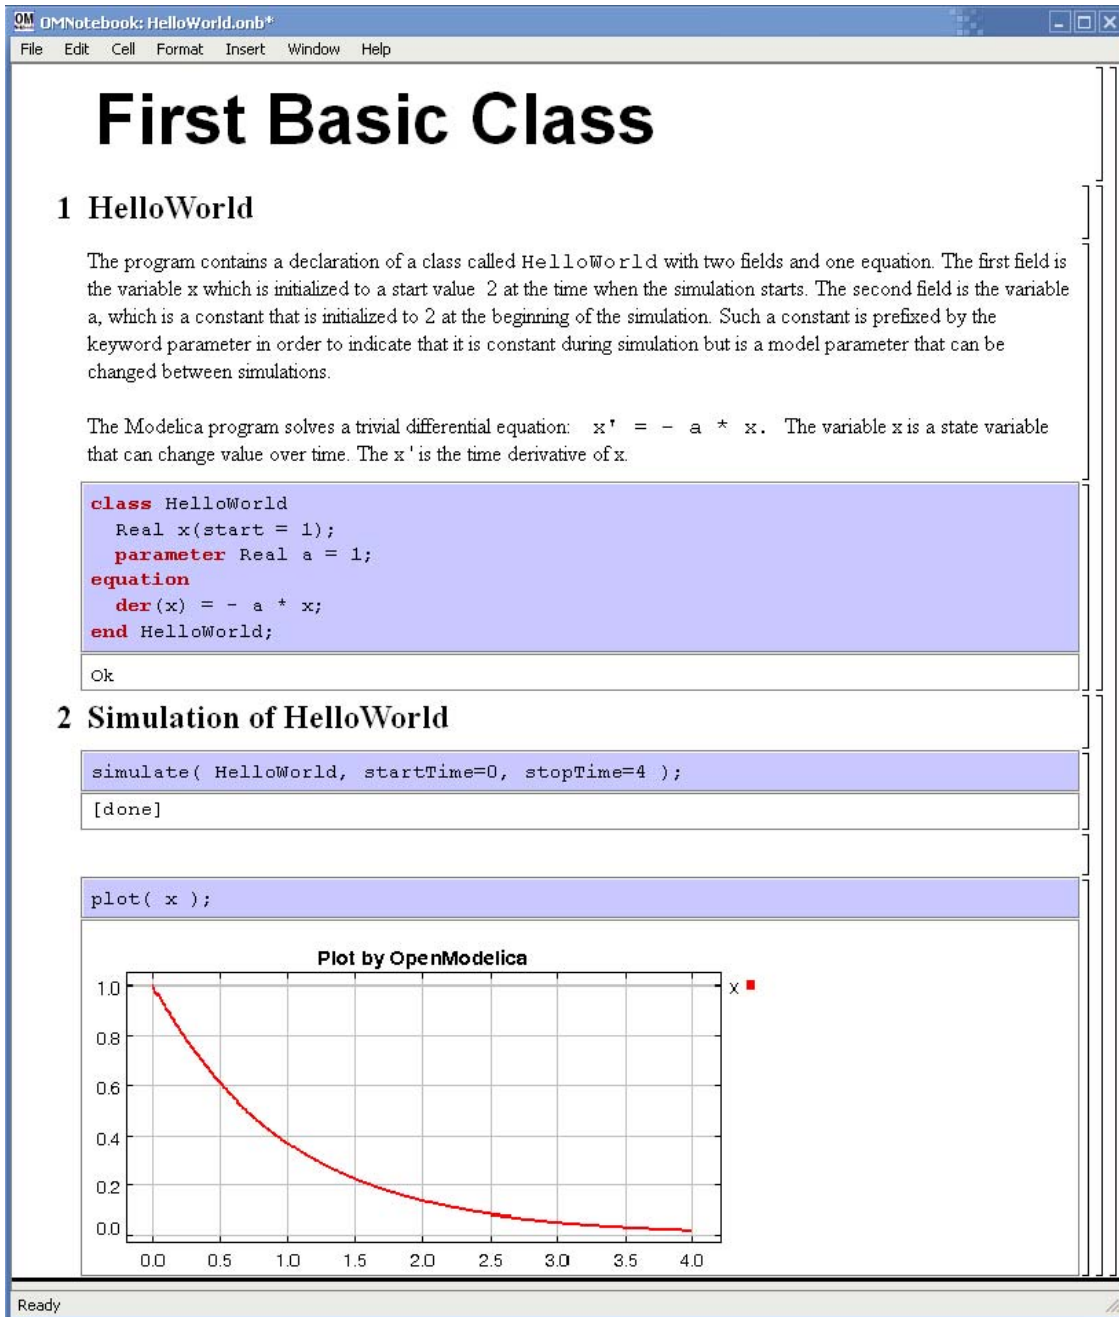 OM OMNotebook: HelloWorld.onb*
File Edit Cell Format Insert Window Help
First Basic Class
1 HelloWorld
The program contains a declaration of a class called HelloWorld with two fields and one equation. The first field is
the variable x which is initialized to a start value 2 at the time when the simulation starts. The second field is the variable
a, which is a constant that is initialized to 2 at the beginning of the simulation. Such a constant is prefixed by the
keyword parameter in order to indicate that it is constant during simulation but is a model parameter that can be
changed between simulations.
The Modelica program solves a trivial differential equation: x' = - a * x. The variable x is a state variable
that can change value over time. The x ' is the time derivative of x.
class HelloWorld
Real x(start = 1);
parameter Real a = 1;
equation
der(x) = - a * x;
end HelloWorld;
Ok
2 Simulation of HelloWorld
simulate( HelloWorld, startTime=0, stopTime=4 );
[done]
plot( x );
Plot by OpenModelica
1.0
x
0.8
0.6
0.4
0.2
0.0
0.0 0.5 1.0 1.5 2.0 2.5 3.0 3.5 4.0
Ready